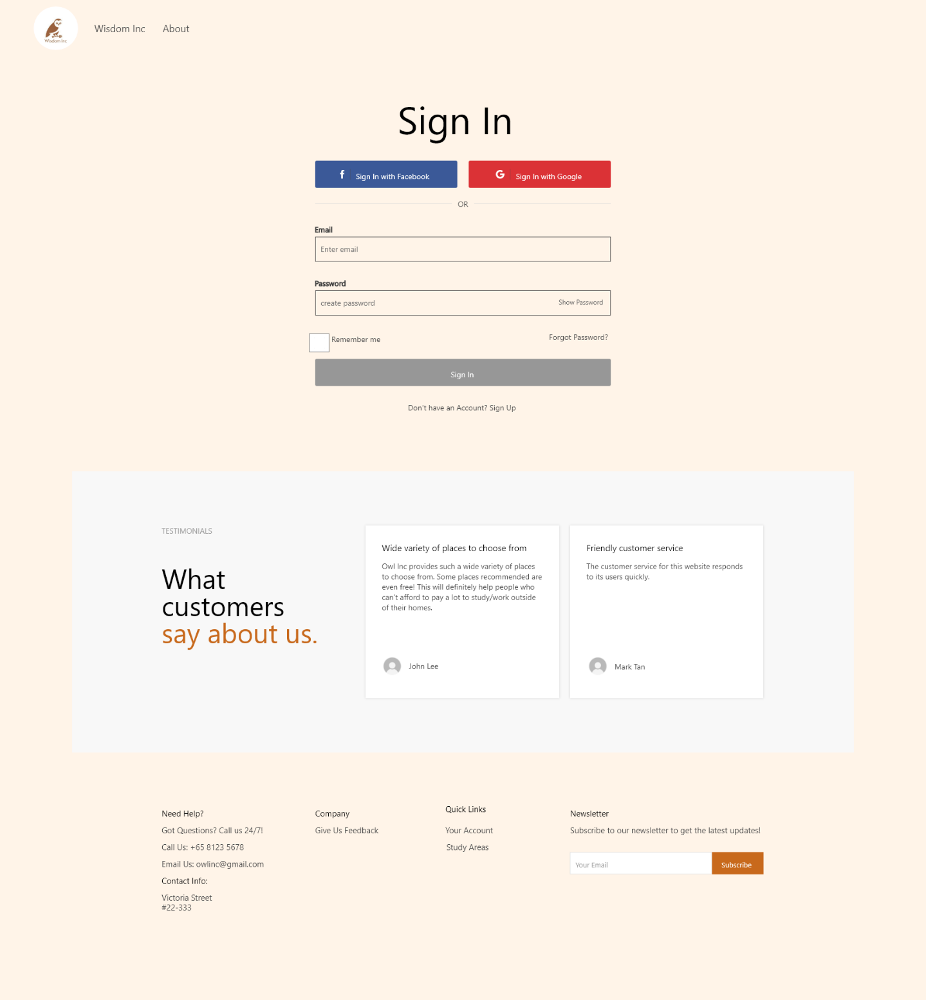 Wisdom Inc
Wisdom Inc
About
Sign In
Sign In with Facebook
Sign In with Google
OR
Email
Enter email
Password
create password
Show Password
Remember me
Forgot Password?
Sign In
Don't have an Account? Sign Up
TESTIMONIALS
What
customers
say about us.
Wide variety of places to choose from
Owl Inc provides such a wide variety of places
to choose from. Some places recommended are
even free! This will definitely help people who
can't afford to pay a lot to study/work outside
of their homes.
John Lee
Friendly customer service
The customer service for this website responds
to its users quickly.
Mark Tan
Need Help?
Got Questions? Call us 24/7!
Call Us: +65 8123 5678
Email Us: owlinc@gmail.com
Contact Info:
Victoria Street
#22-333
Company
Give Us Feedback
Quick Links
Your Account
Study Areas
Newsletter
Subscribe to our newsletter to get the latest updates!
Your Email
Subscribe